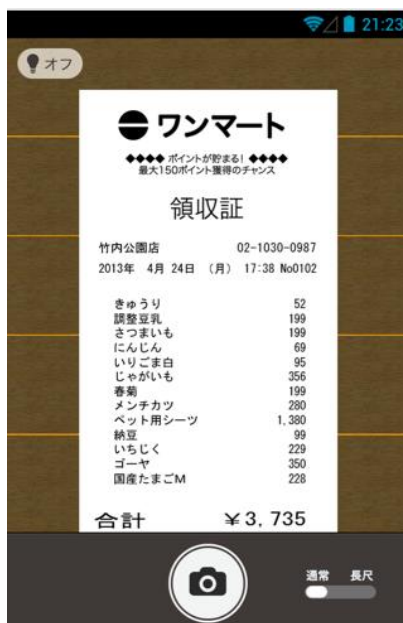 21:23
オフ
ワンマート
◆◆◆◆ ポイントが貯まる! ◆◆◆◆
最大150ポイント獲得のチャンス
領収証
竹内公園店 02-1030-0987
2013年 4月 24日 (月) 17:38 No0102
きゅうり 52
調整豆乳 199
さつまいも 199
にんじん 69
いりごま白 95
じゃがいも 356
春菊 199
メンチカツ 280
ペット用シーツ 1,380
納豆 99
いちじく 229
ゴーヤ 350
国産たまごM 228
合計 ¥3,735
通常 長尺